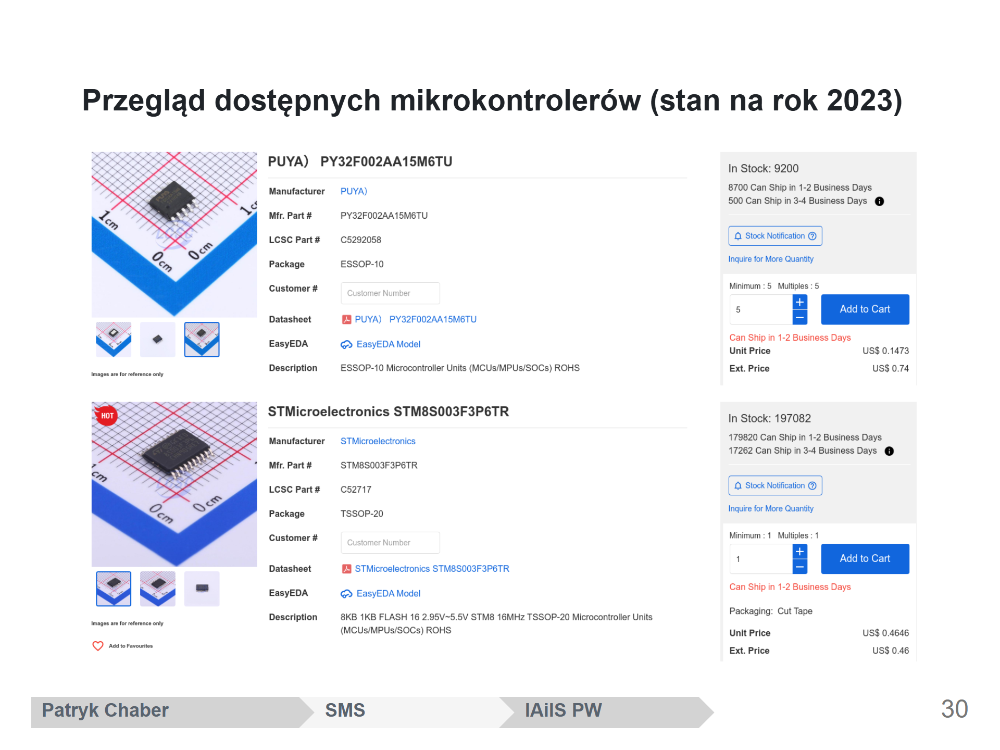 Przegląd dostępnych mikrokontrolerów (stan na rok 2023)
1cm
1c
0cm
0cm
Images are for reference only
PUYA） PY32F002AA15M6TU
Manufacturer PUYA）
Mfr. Part # PY32F002AA15M6TU
LCSC Part # C5292058
Package ESSOP-10
Customer # Customer Number
Datasheet PUYA） PY32F002AA15M6TU
EasyEDA EasyEDA Model
Description ESSOP-10 Microcontroller Units (MCUs/MPUs/SOCs) ROHS
In Stock: 9200
8700 Can Ship in 1-2 Business Days
500 Can Ship in 3-4 Business Days
Stock Notification
Inquire for More Quantity
Minimum : 5 Multiples : 5
5 Add to Cart
Can Ship in 1-2 Business Days
Unit Price US$ 0.1473
Ext. Price US$ 0.74
HOT
cm
0cm
0cm
Images are for reference only
Add to Favourites
STMicroelectronics STM8S003F3P6TR
Manufacturer STMicroelectronics
Mfr. Part # STM8S003F3P6TR
LCSC Part # C52717
Package TSSOP-20
Customer # Customer Number
Datasheet STMicroelectronics STM8S003F3P6TR
EasyEDA EasyEDA Model
Description 8KB 1KB FLASH 16 2.95V~5.5V STM8 16MHz TSSOP-20 Microcontroller Units
(MCUs/MPUs/SOCs) ROHS
In Stock: 197082
179820 Can Ship in 1-2 Business Days
17262 Can Ship in 3-4 Business Days
Stock Notification
Inquire for More Quantity
Minimum : 1 Multiples : 1
1 Add to Cart
Can Ship in 1-2 Business Days
Packaging: Cut Tape
Unit Price US$ 0.4646
Ext. Price US$ 0.46
Patryk Chaber SMS IAiIS PW 30